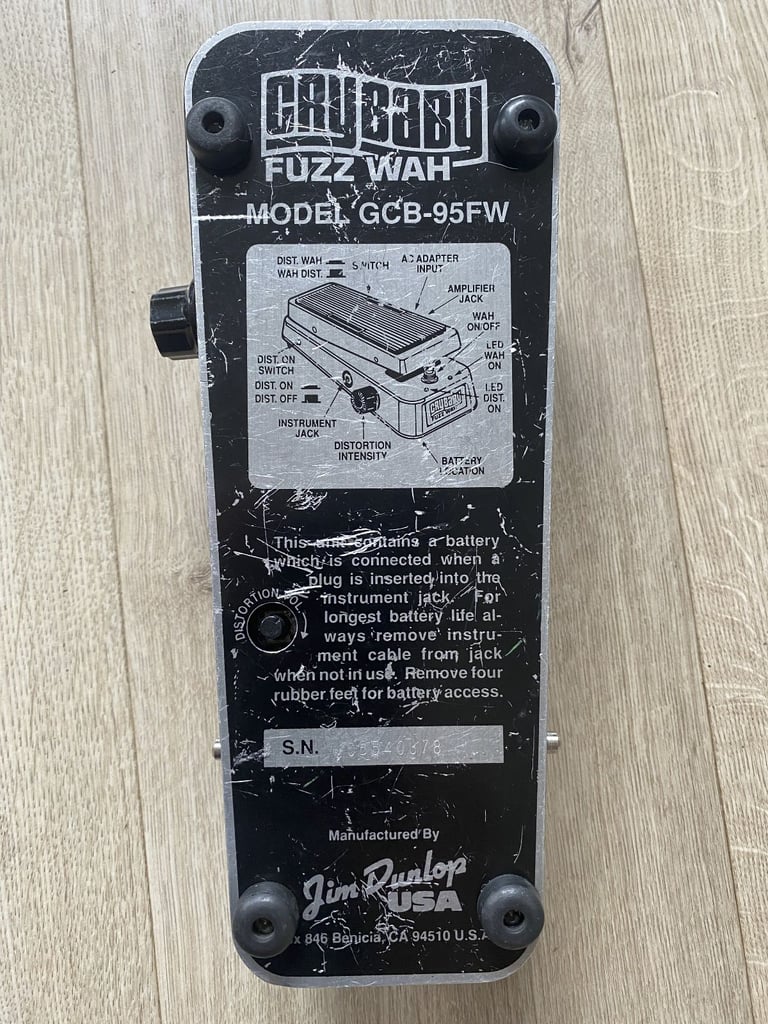 CRYBABY
FUZZ WAH
MODEL GCB-95FW
DIST. WAH
WAH DIST.
SWITCH
AC ADAPTER
INPUT
AMPLIFIER
JACK
WAH
ON/OFF
LED
WAH
ON
DIST. ON
SWITCH
DIST. ON
DIST. OFF
LED
DIST.
ON
CRYBABY
FUZZ WAH
INSTRUMENT
JACK
DISTORTION
INTENSITY
BATTERY
LOCATION
This unit contains a battery
which is connected when a
plug is inserted into the
instrument jack. For
longest battery life al-
ways remove instru-
ment cable from jack
when not in use. Remove four
rubber feet for battery access.
DISTORTION VOL.
S.N.
Manufactured By
Jim Dunlop
USA
846 Benicia, CA 94510 U.S.A